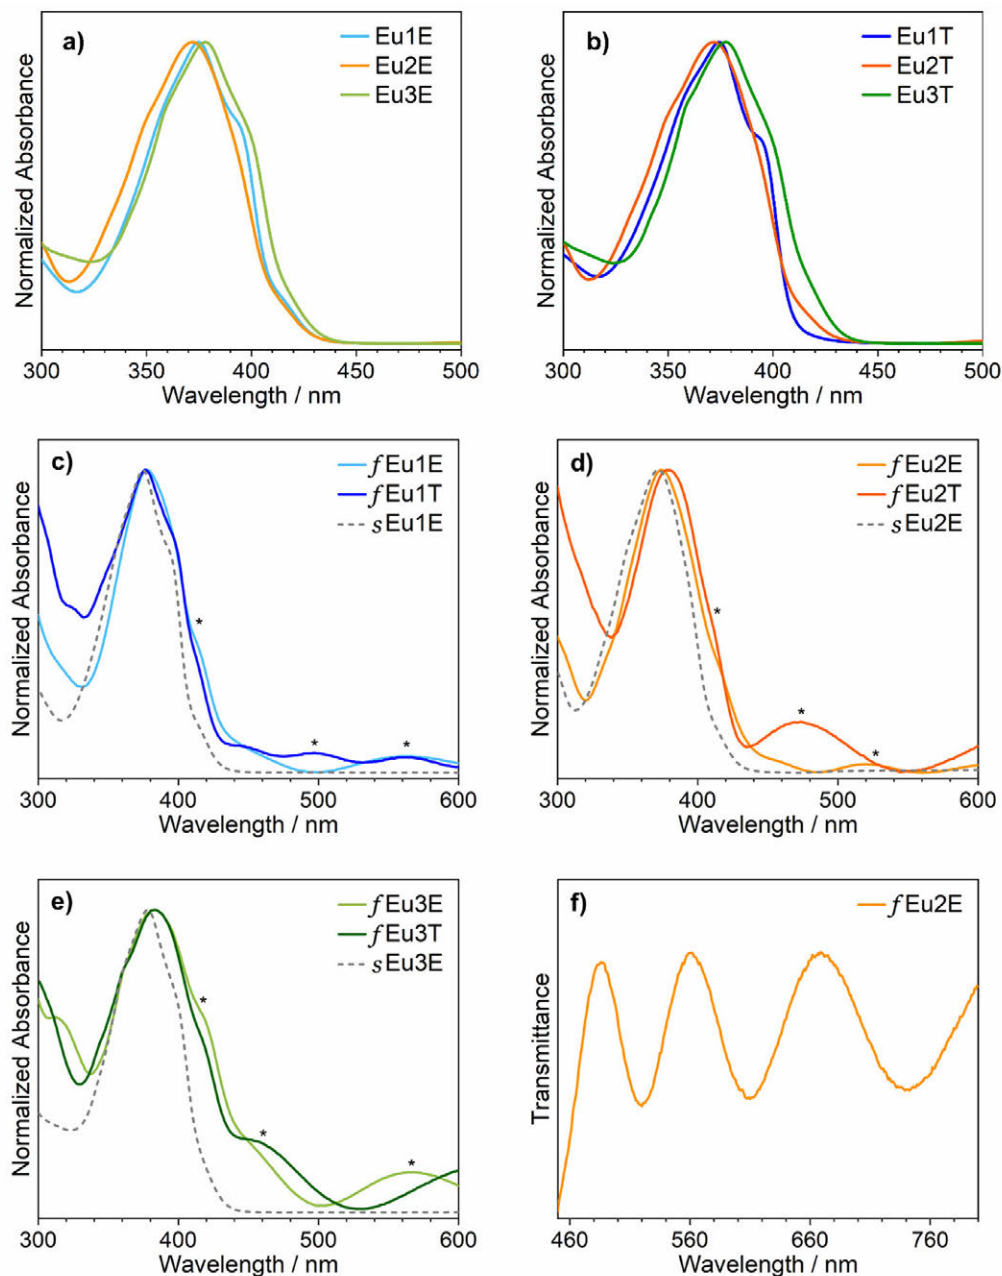 a)
Eu1E
Eu2E
Eu3E
Normalized Absorbance
300 350 400 450 500
Wavelength / nm
b)
Eu1T
Eu2T
Eu3T
Normalized Absorbance
300 350 400 450 500
Wavelength / nm
c)
fEu1E
fEu1T
sEu1E
*
* *
Normalized Absorbance
300 400 500 600
Wavelength / nm
d)
fEu2E
fEu2T
sEu2E
*
*
*
Normalized Absorbance
300 400 500 600
Wavelength / nm
e)
fEu3E
fEu3T
sEu3E
*
*
*
Normalized Absorbance
300 400 500 600
Wavelength / nm
f)
fEu2E
Transmittance
460 560 660 760
Wavelength / nm